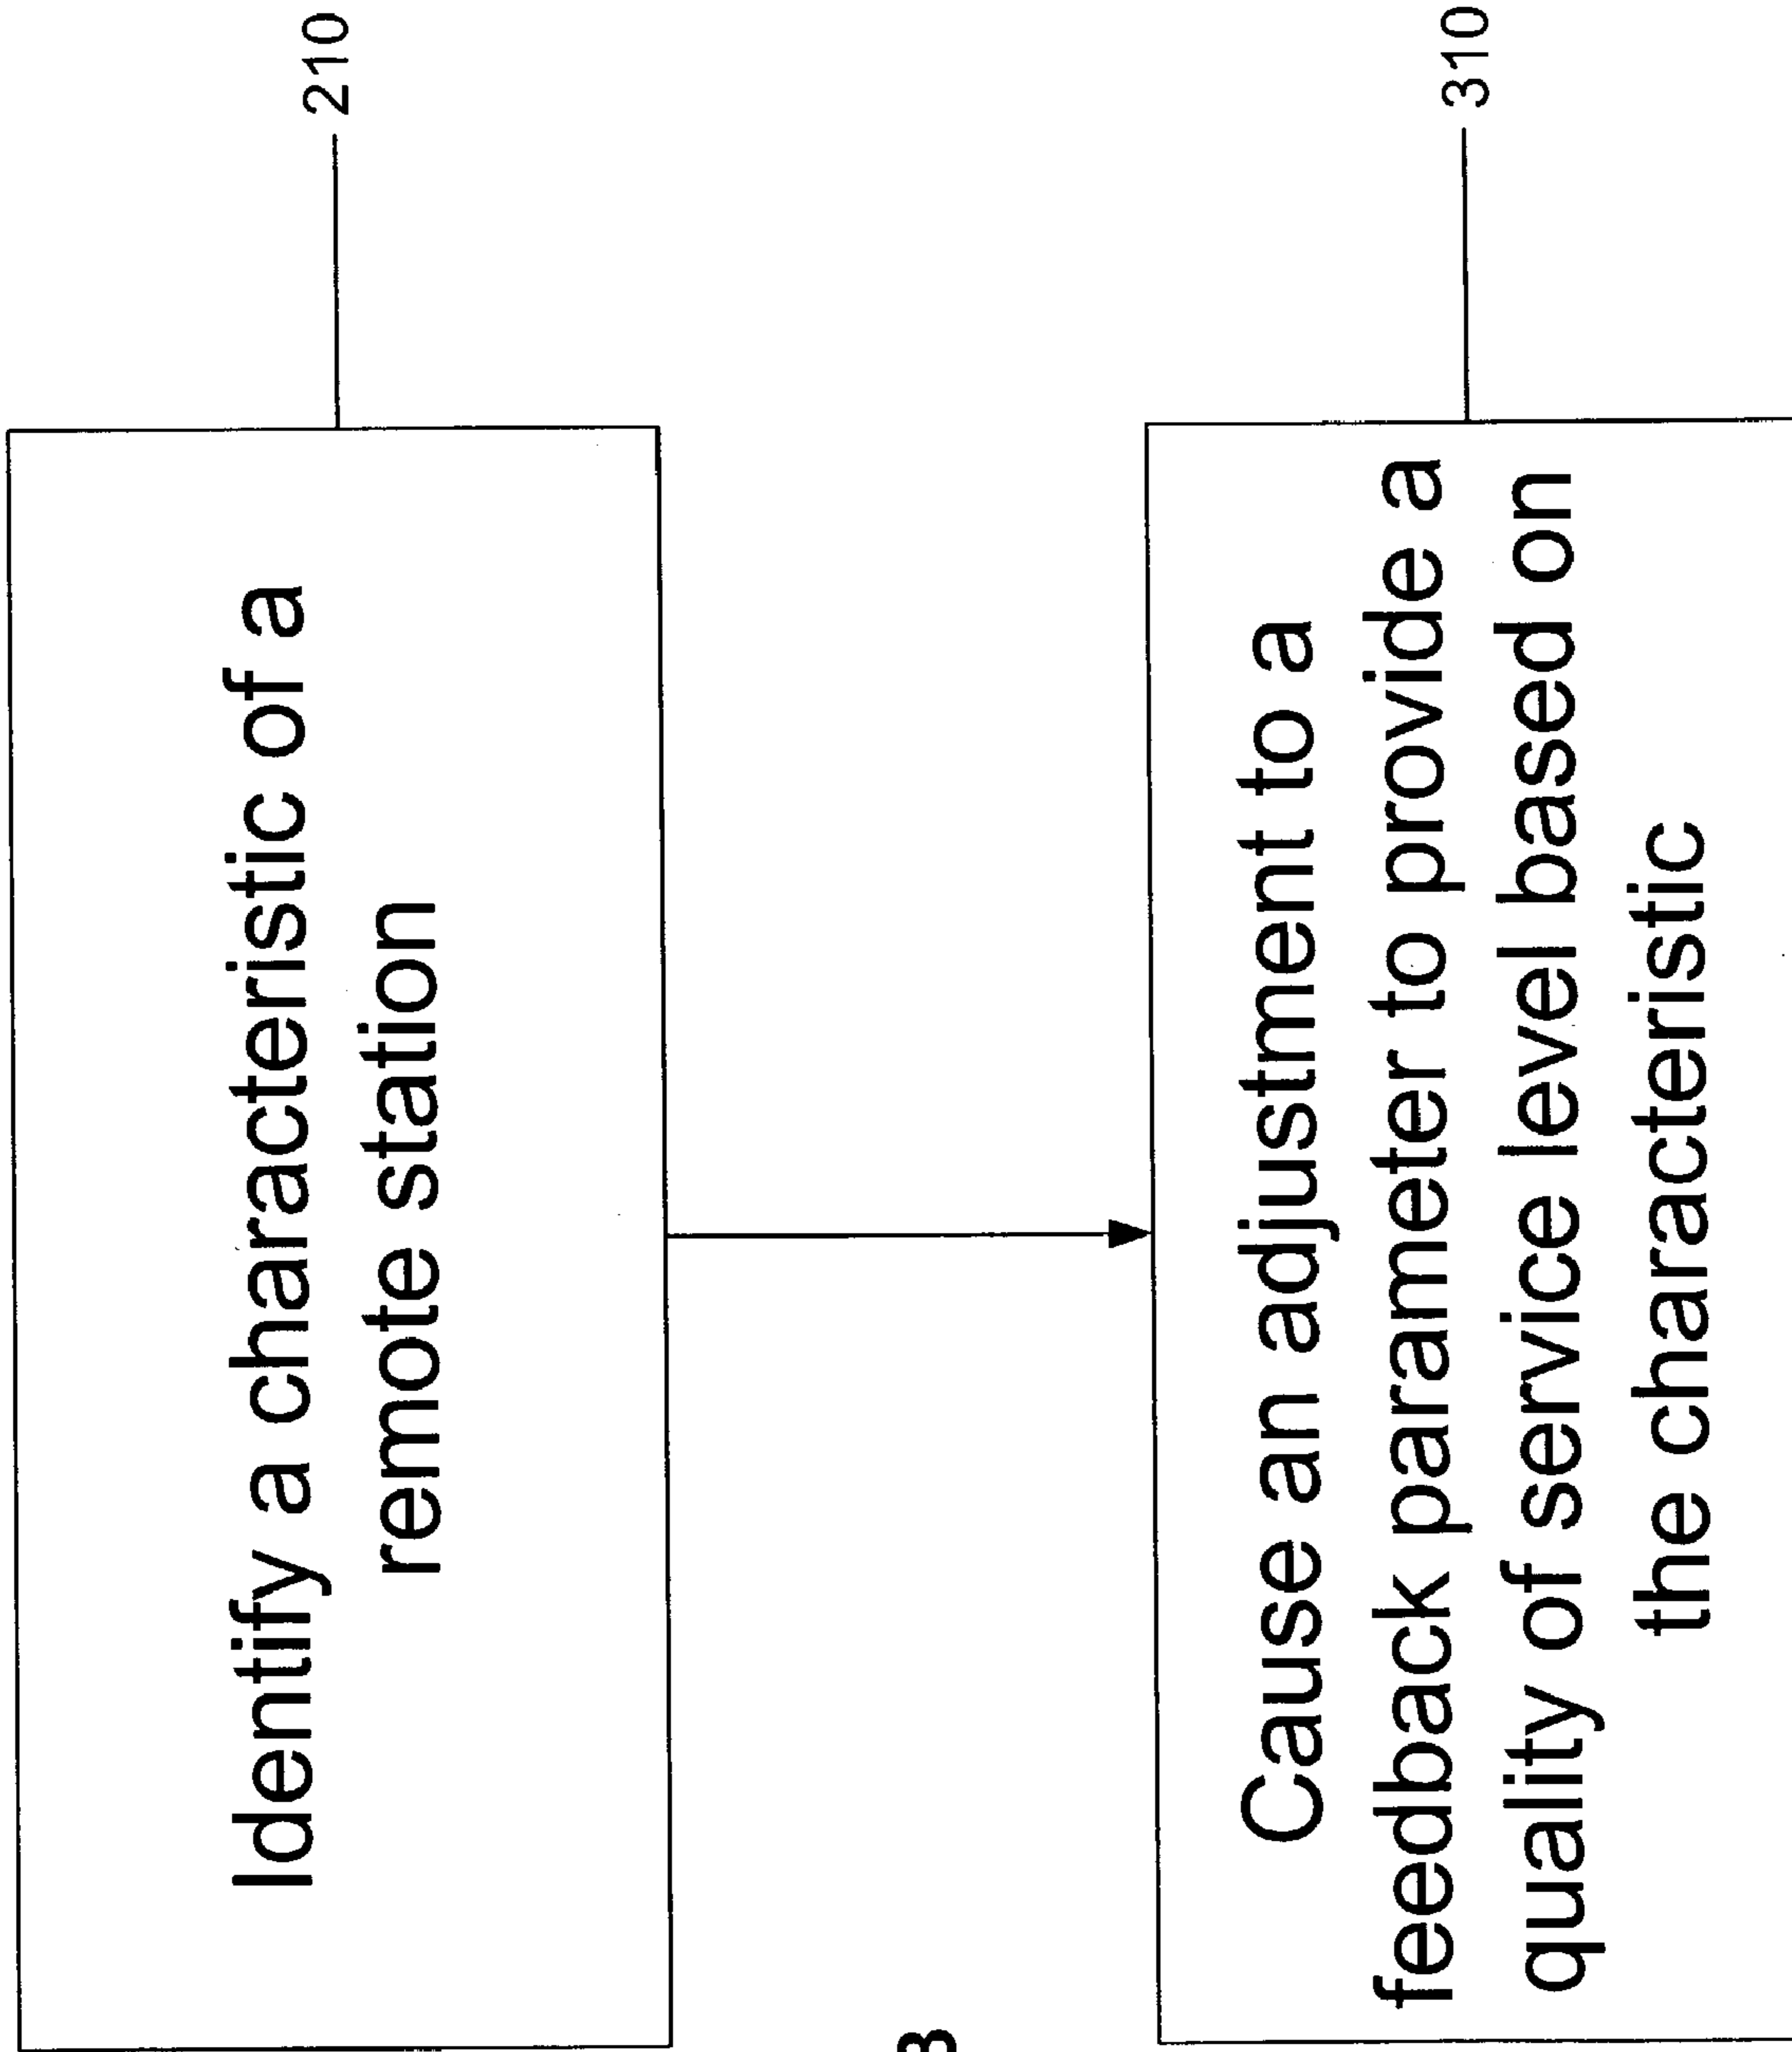 Identify a characteristic of a
remote station
210
3
Cause an adjustment to a
feedback parameter to provide a
quality of service level based on
the characteristic
310